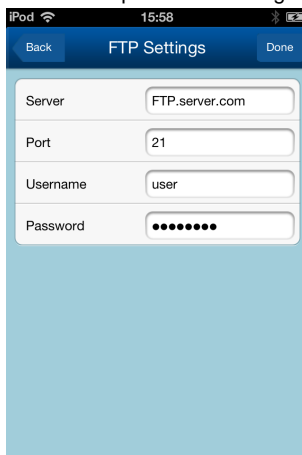 iPod 15:58
Back FTP Settings Done
Server FTP.server.com
Port 21
Username user
Password ●●●●●●●●